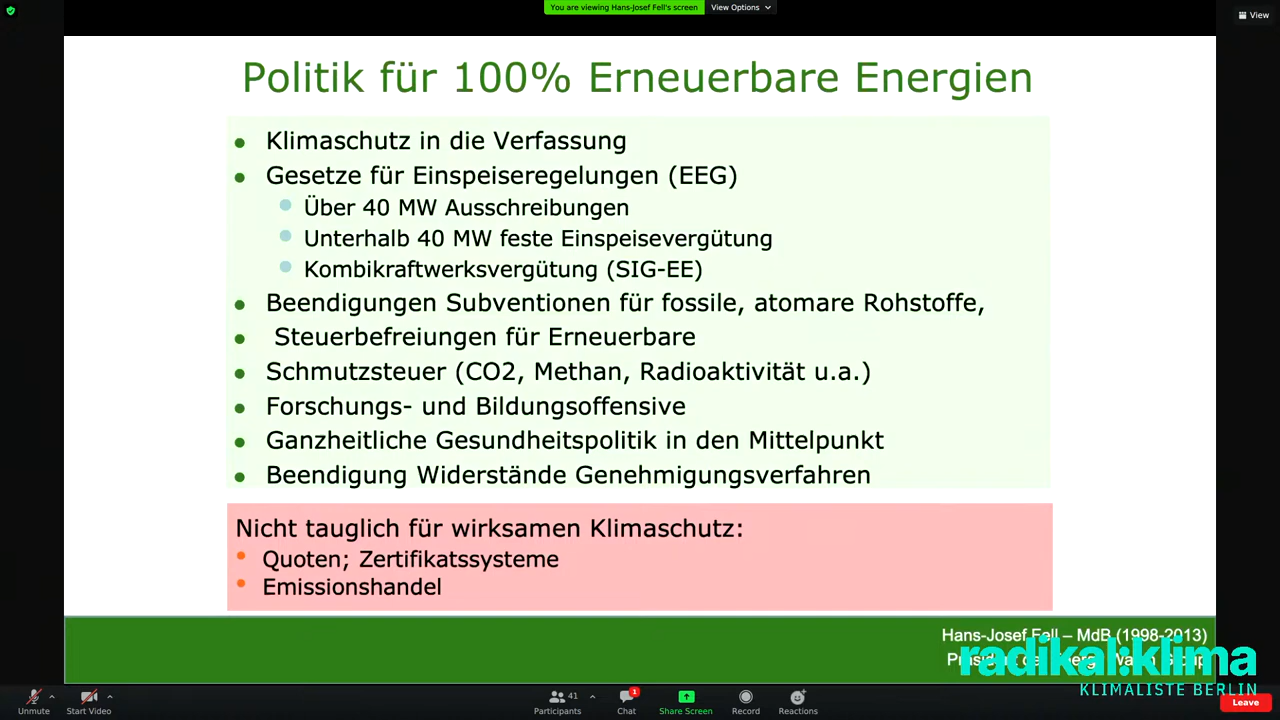 You are viewing Hans-Josef Fell's screen
View Options
View
Politik für 100% Erneuerbare Energien
Klimaschutz in die Verfassung
Gesetze für Einspeiseregelungen (EEG)
Über 40 MW Ausschreibungen
Unterhalb 40 MW feste Einspeisevergütung
Kombikraftwerksvergütung (SIG-EE)
Beendigungen Subventionen für fossile, atomare Rohstoffe,
Steuerbefreiungen für Erneuerbare
Schmutzsteuer (CO2, Methan, Radioaktivität u.a.)
Forschungs- und Bildungsoffensive
Ganzheitliche Gesundheitspolitik in den Mittelpunkt
Beendigung Widerstände Genehmigungsverfahren
Nicht tauglich für wirksamen Klimaschutz:
Quoten; Zertifikatssysteme
Emissionshandel
Hans-Josef Fell – MdB (1998-2013)
radikal:klima
KLIMALISTE BERLIN
Unmute
Start Video
Participants
41
Chat
1
Share Screen
Record
Reactions
Leave